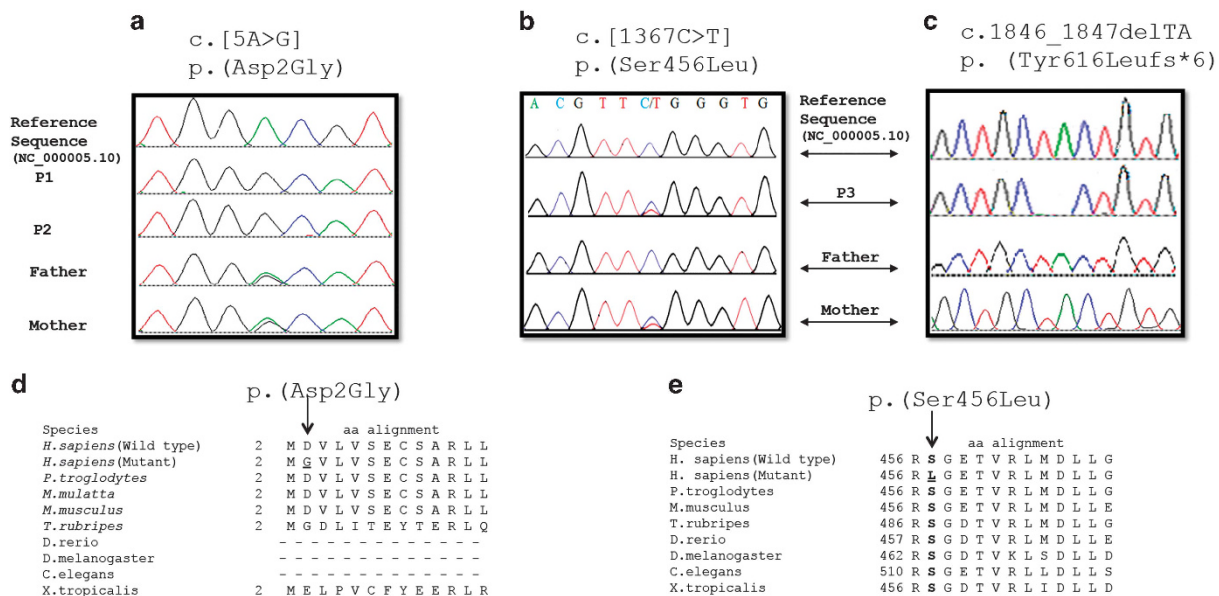 a
c.[5A>G]
p.(Asp2Gly)
Reference
Sequence
(NC_000005.10)
P1
P2
Father
Mother
b
c.[1367C>T]
p.(Ser456Leu)
A C G T T C/T G G G T G
Reference
Sequence
(NC_000005.10)
P3
Father
Mother
c
c.1846_1847delTA
p. (Tyr616Leufs*6)
d
p.(Asp2Gly)
Species aa alignment
H.sapiens(Wild type) 2 M D V L V S E C S A R L L
H.sapiens(Mutant) 2 M G V L V S E C S A R L L
P.troglodytes 2 M D V L V S E C S A R L L
M.mulatta 2 M D V L V S E C S A R L L
M.musculus 2 M D V L V S E C S A R L L
T.rubripes 2 M G D L I T E Y T E R L Q
D.rerio - - - - - - - - - - - - -
D.melanogaster - - - - - - - - - - - - -
C.elegans - - - - - - - - - - - - -
X.tropicalis 2 M E L P V C F Y E E R L R
e
p.(Ser456Leu)
Species aa alignment
H. sapiens(Wild type) 456 R S G E T V R L M D L L G
H. sapiens(Mutant) 456 R L G E T V R L M D L L G
P.troglodytes 456 R S G E T V R L M D L L G
M.musculus 456 R S G E T V R L M D L L E
T.rubripes 486 R S G D T V R L M D L L G
D.rerio 457 R S G D T V R L M D L L E
D.melanogaster 462 R S G D T V K L S D L L D
C.elegans 510 R S G E T V R L I D L L S
X.tropicalis 456 R S G D T V R L M D L L G